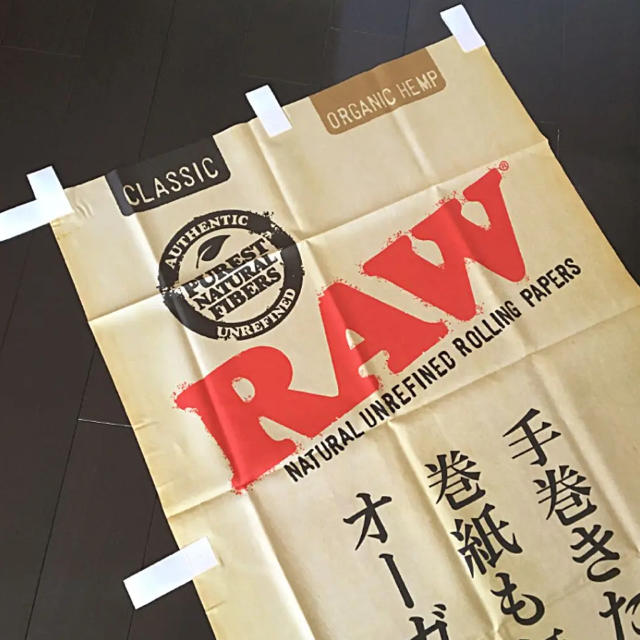 CLASSIC
ORGANIC HEMP
AUTHENTIC
PUREST
NATURAL
FIBERS
UNREFINED
RAW®
NATURAL UNREFINED ROLLING PAPERS
手巻きた
巻紙も
オーガ